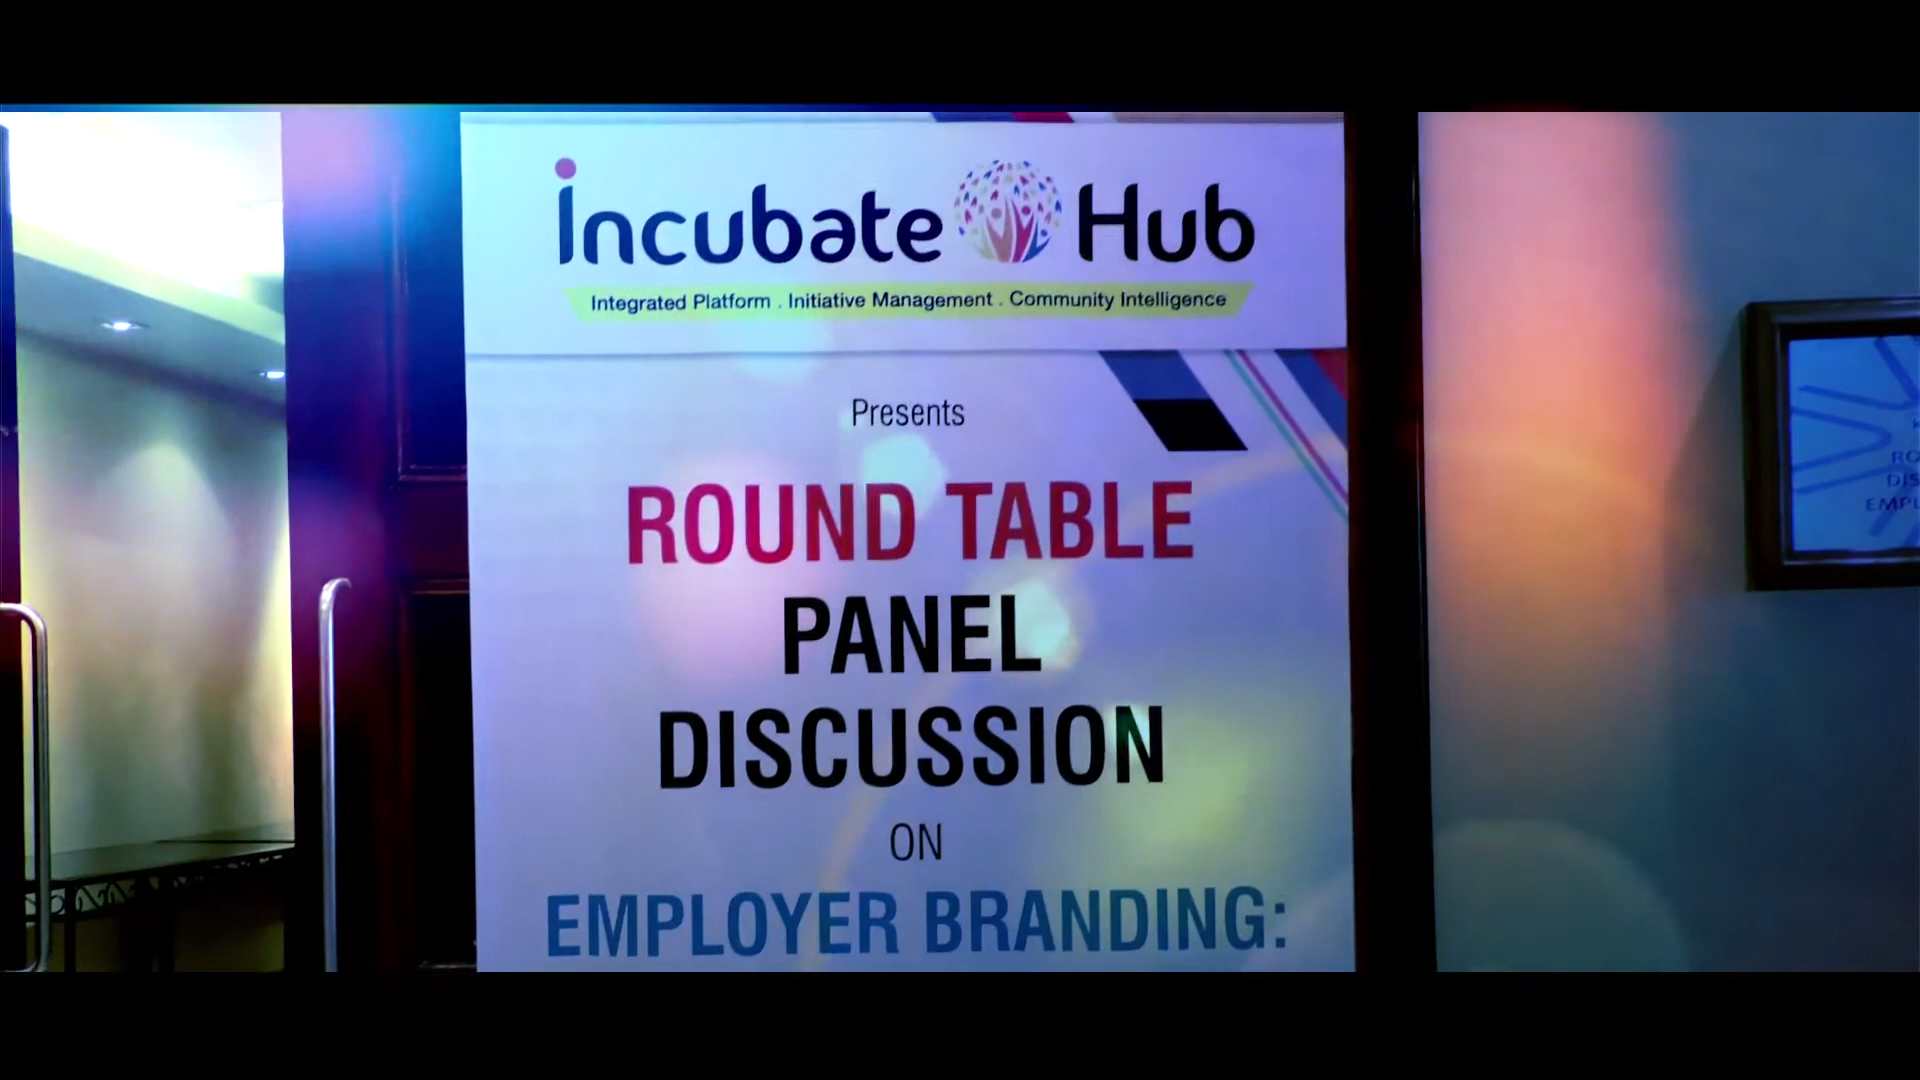 incubate Hub
Integrated Platform . Initiative Management . Community Intelligence
Presents
ROUND TABLE
PANEL
DISCUSSION
ON
EMPLOYER BRANDING: